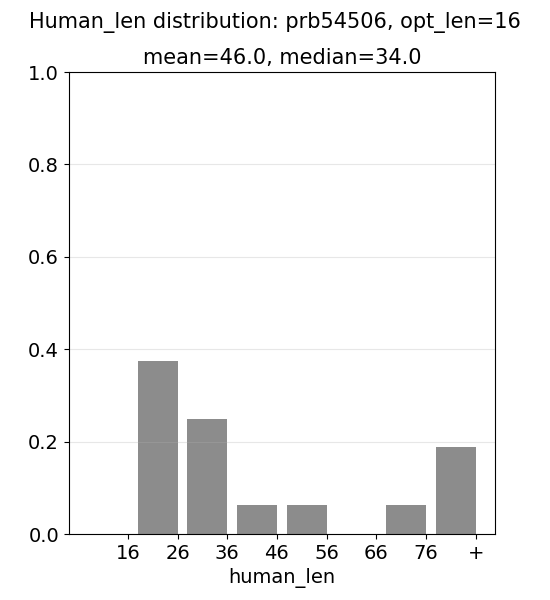 Human_len distribution: prb54506, opt_len=16
mean=46.0, median=34.0
1.0
0.8
0.6
0.4
0.2
0.0
16 26 36 46 56 66 76 +
human_len